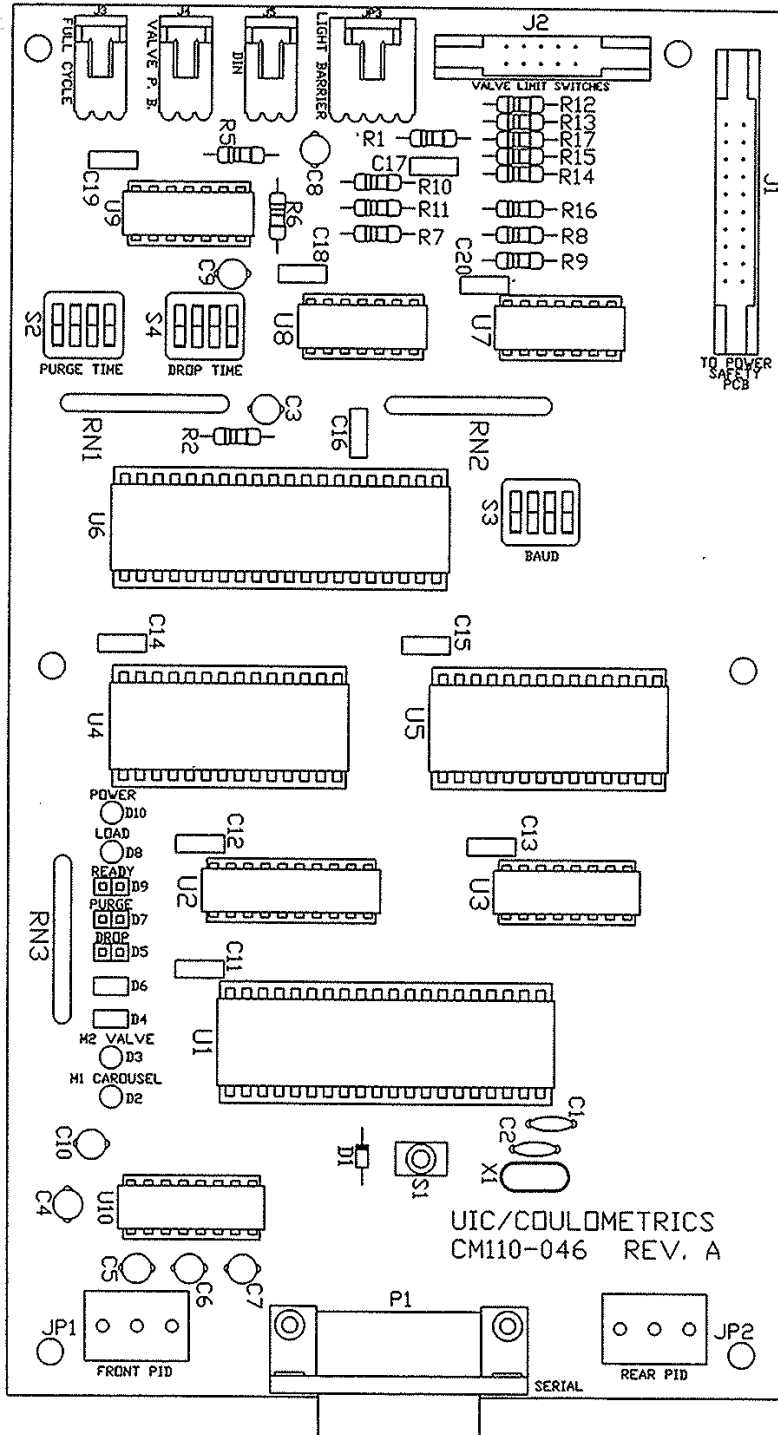 J3
FULL CYCLE
J4
VALVE P. B.
J5
DIN
JP3
LIGHT BARRIER
J2
VALVE LIMIT SWITCHES
R12
R13
R17
R15
R14
R16
R8
R9
J1
TO POWER
SAFETY
PCB
R1
C17
R10
R11
R7
R5
C8
C19
U9
R6
C9
C18
C20
S2
PURGE TIME
S4
DROP TIME
U8
U7
RN1
C3
R2
C16
RN2
U6
S3
BAUD
C14
C15
U4
U5
POWER
D10
LOAD
D8
READY
D9
PURGE
D7
DROP
D5
D6
D4
M2 VALVE
D3
M1 CAROUSEL
D2
RN3
C12
C13
U2
U3
C11
U1
C1
C2
X1
D1
S1
C10
C4
U10
UIC/COULOMETRICS
CM110-046 REV. A
C5
C6
C7
JP1
FRONT PID
P1
SERIAL
JP2
REAR PID